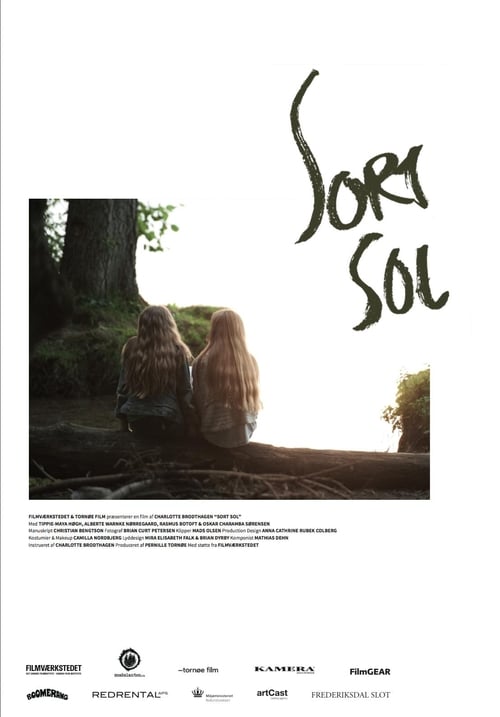 SORT
SOL
FILMVÆRKSTEDET & TORNØE FILM præsenterer en film af CHARLOTTE BRODTHAGEN "SORT SOL"
Med TIPPIE-MAYA HØGH, ALBERTE WARNKE NØRREGAARD, RASMUS BOTOFT & OSKAR CHARAMBA SØRENSEN
Manuskript CHRISTIAN BENGTSON Fotograf BRIAN CURT PETERSEN Klipper MADS OLSEN Production Design ANNA CATHRINE RUBEK COLBERG
Kostumier & Makeup CAMILLA NORDBJERG Lyddesign MIRA ELISABETH FALK & BRIAN DYRBY Komponist MATHIAS DEHN
Instrueret af CHARLOTTE BRODTHAGEN Produceret af PERNILLE TORNØE Med støtte fra FILMVÆRKSTEDET
FILMVÆRKSTEDET
~tornøe film
KAMERA
FilmGEAR
BOOMERANG
REDRENTAL APS
Miljøministeriet
artCast
FREDERIKSDAL SLOT